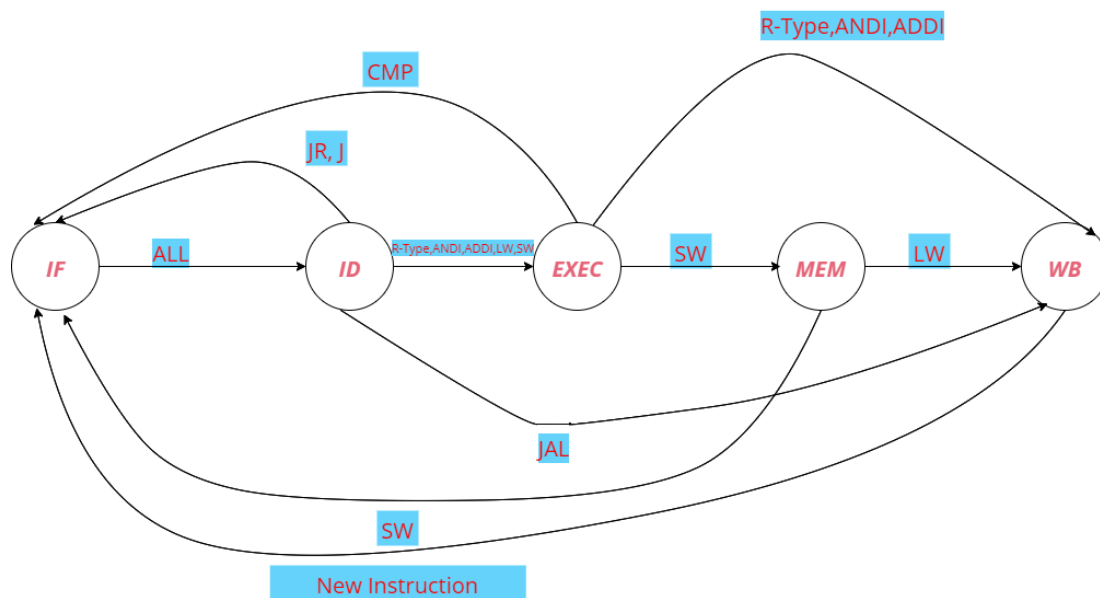 R-Type,ANDI,ADDI
CMP
JR, J
ALL
R-Type,ANDI,ADDI,LW,SW
SW
LW
IF
ID
EXEC
MEM
WB
JAL
SW
New Instruction